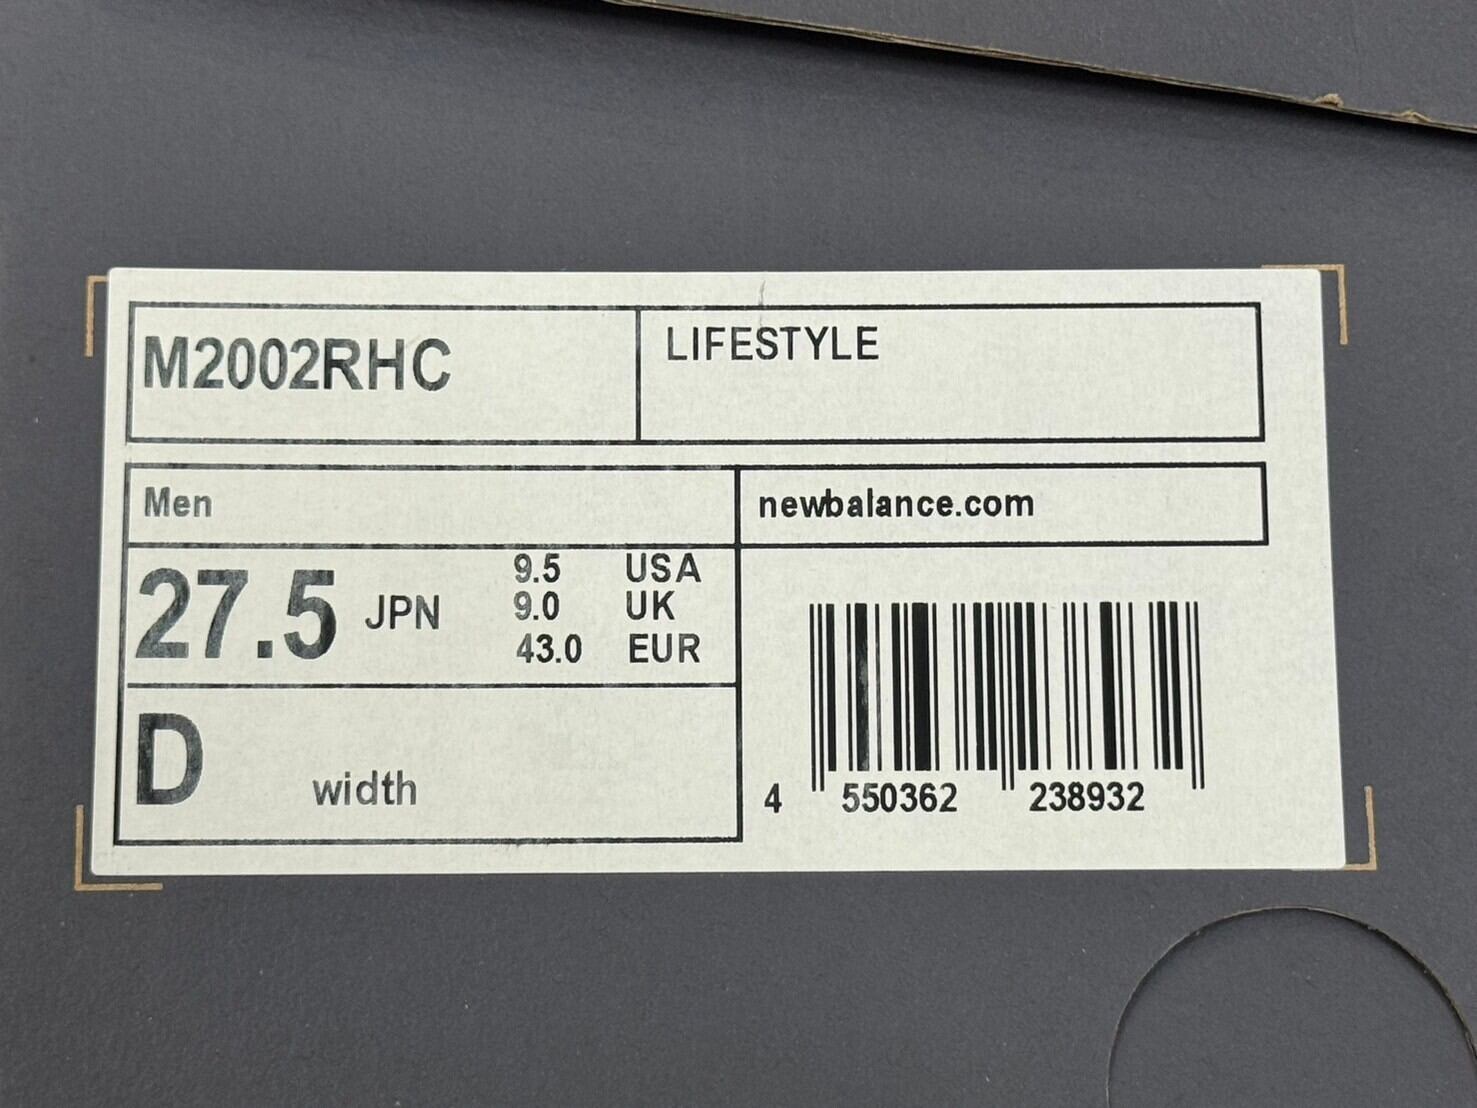 M2002RHC
LIFESTYLE
Men
newbalance.com
27.5 JPN
9.5 USA
9.0 UK
43.0 EUR
D width
4 550362 238932